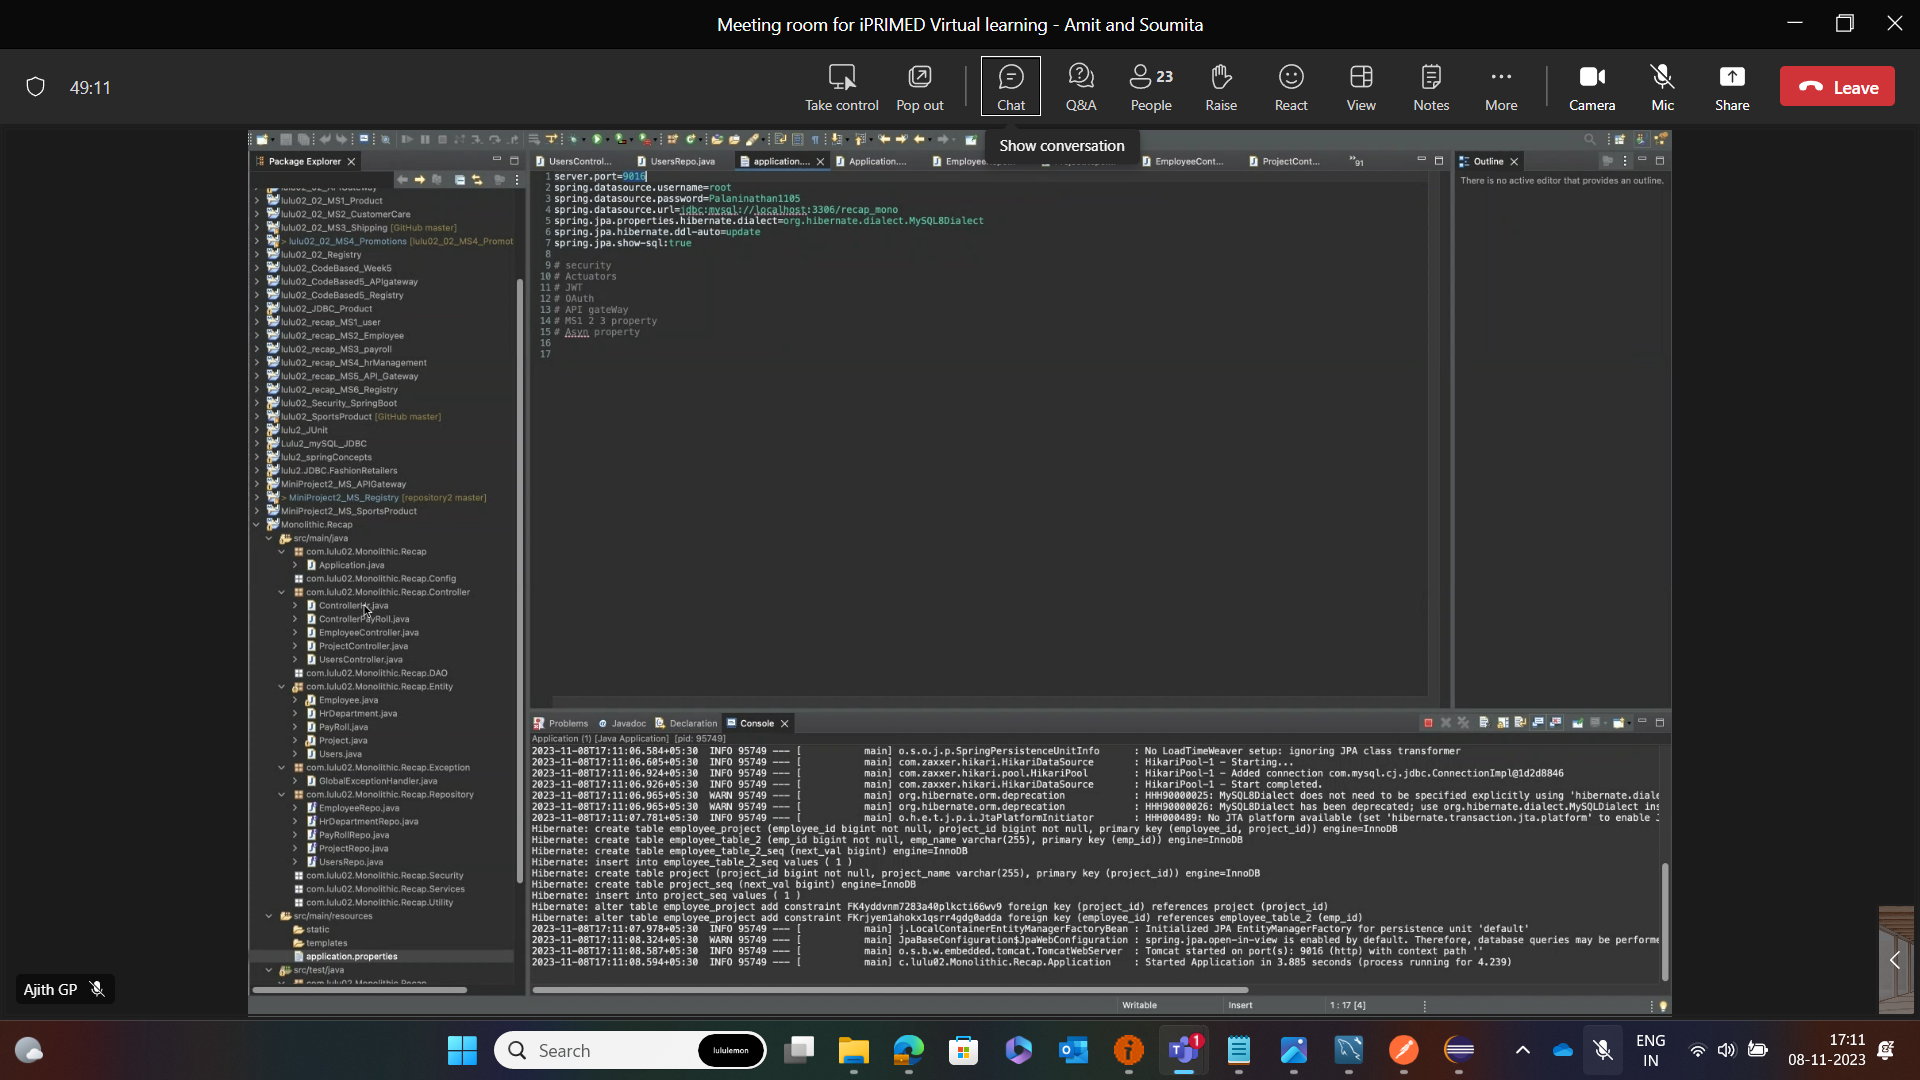 Meeting room for iPRIMED Virtual learning - Amit and Soumita
49:11
Take control
Pop out
Chat
Q&A
23
People
Raise
React
View
Notes
More
Camera
Mic
Share
Leave
Show conversation
Package Explorer
lulu02_02_MS1_Product
lulu02_02_MS2_CustomerCare
lulu02_02_MS3_Shipping [GitHub master]
> lulu02_02_MS4_Promotions [lulu02_02_MS4_Promot
lulu02_02_Registry
lulu02_CodeBased_Week5
lulu02_CodeBased5_APIgateway
lulu02_CodeBased5_Registry
lulu02_JDBC_Product
lulu02_recap_MS1_user
lulu02_recap_MS2_Employee
lulu02_recap_MS3_payroll
lulu02_recap_MS4_hrManagement
lulu02_recap_MS5_API_Gateway
lulu02_recap_MS6_Registry
lulu02_Security_SpringBoot
lulu02_SportsProduct [GitHub master]
lulu2_JUnit
Lulu2_mySQL_JDBC
lulu2_springConcepts
lulu2.JDBC.FashionRetailers
MiniProject2_MS_APIGateway
> MiniProject2_MS_Registry [repository2 master]
MiniProject2_MS_SportsProduct
Monolithic.Recap
src/main/java
com.lulu02.Monolithic.Recap
Application.java
com.lulu02.Monolithic.Recap.Config
com.lulu02.Monolithic.Recap.Controller
ControllerHr.java
ControllerPayRoll.java
EmployeeController.java
ProjectController.java
UsersController.java
com.lulu02.Monolithic.Recap.DAO
com.lulu02.Monolithic.Recap.Entity
Employee.java
HrDepartment.java
PayRoll.java
Project.java
Users.java
com.lulu02.Monolithic.Recap.Exception
GlobalExceptionHandler.java
com.lulu02.Monolithic.Recap.Repository
EmployeeRepo.java
HrDepartmentRepo.java
PayRollRepo.java
ProjectRepo.java
UsersRepo.java
com.lulu02.Monolithic.Recap.Security
com.lulu02.Monolithic.Recap.Services
com.lulu02.Monolithic.Recap.Utility
src/main/resources
static
templates
application.properties
src/test/java
UsersControl... UsersRepo.java application.... Application.... EmployeeCont... ProjectCont... »91
1 server.port=9016
2 spring.datasource.username=root
3 spring.datasource.password=Palaninathan1105
4 spring.datasource.url=jdbc:mysql://localhost:3306/recap_mono
5 spring.jpa.properties.hibernate.dialect=org.hibernate.dialect.MySQL8Dialect
6 spring.jpa.hibernate.ddl-auto=update
7 spring.jpa.show-sql:true
8
9 # security
10 # Actuators
11 # JWT
12 # OAuth
13 # API gateWay
14 # MS1 2 3 property
15 # Asyn property
16
17
Outline
There is no active editor that provides an outline.
Problems Javadoc Declaration Console
Application (1) [Java Application] [pid: 95749]
2023-11-08T17:11:06.584+05:30 INFO 95749 --- [ main] o.s.o.j.p.SpringPersistenceUnitInfo : No LoadTimeWeaver setup: ignoring JPA class transformer
2023-11-08T17:11:06.605+05:30 INFO 95749 --- [ main] com.zaxxer.hikari.HikariDataSource : HikariPool-1 - Starting...
2023-11-08T17:11:06.924+05:30 INFO 95749 --- [ main] com.zaxxer.hikari.pool.HikariPool : HikariPool-1 - Added connection com.mysql.cj.jdbc.ConnectionImpl@1d2d8846
2023-11-08T17:11:06.926+05:30 INFO 95749 --- [ main] com.zaxxer.hikari.HikariDataSource : HikariPool-1 - Start completed.
2023-11-08T17:11:06.965+05:30 WARN 95749 --- [ main] org.hibernate.orm.deprecation : HHH90000025: MySQL8Dialect does not need to be specified explicitly using 'hibernate.diale
2023-11-08T17:11:06.965+05:30 WARN 95749 --- [ main] org.hibernate.orm.deprecation : HHH90000026: MySQL8Dialect has been deprecated; use org.hibernate.dialect.MySQLDialect ins
2023-11-08T17:11:07.781+05:30 INFO 95749 --- [ main] o.h.e.t.j.p.i.JtaPlatformInitiator : HHH000489: No JTA platform available (set 'hibernate.transaction.jta.platform' to enable J
Hibernate: create table employee_project (employee_id bigint not null, project_id bigint not null, primary key (employee_id, project_id)) engine=InnoDB
Hibernate: create table employee_table_2 (emp_id bigint not null, emp_name varchar(255), primary key (emp_id)) engine=InnoDB
Hibernate: create table employee_table_2_seq (next_val bigint) engine=InnoDB
Hibernate: insert into employee_table_2_seq values ( 1 )
Hibernate: create table project (project_id bigint not null, project_name varchar(255), primary key (project_id)) engine=InnoDB
Hibernate: create table project_seq (next_val bigint) engine=InnoDB
Hibernate: insert into project_seq values ( 1 )
Hibernate: alter table employee_project add constraint FK4yddvnm7283a40plkcti66wv9 foreign key (project_id) references project (project_id)
Hibernate: alter table employee_project add constraint FKrjyem1ahokx1qsrr4gdg0adda foreign key (employee_id) references employee_table_2 (emp_id)
2023-11-08T17:11:07.978+05:30 INFO 95749 --- [ main] j.LocalContainerEntityManagerFactoryBean : Initialized JPA EntityManagerFactory for persistence unit 'default'
2023-11-08T17:11:08.324+05:30 WARN 95749 --- [ main] JpaBaseConfiguration$JpaWebConfiguration : spring.jpa.open-in-view is enabled by default. Therefore, database queries may be performe
2023-11-08T17:11:08.587+05:30 INFO 95749 --- [ main] o.s.b.w.embedded.tomcat.TomcatWebServer : Tomcat started on port(s): 9016 (http) with context path ''
2023-11-08T17:11:08.594+05:30 INFO 95749 --- [ main] c.lulu02.Monolithic.Recap.Application : Started Application in 3.885 seconds (process running for 4.239)
Writable Insert 1 : 17 [4]
Ajith GP
Search
lululemon
1
ENG
IN
17:11
08-11-2023